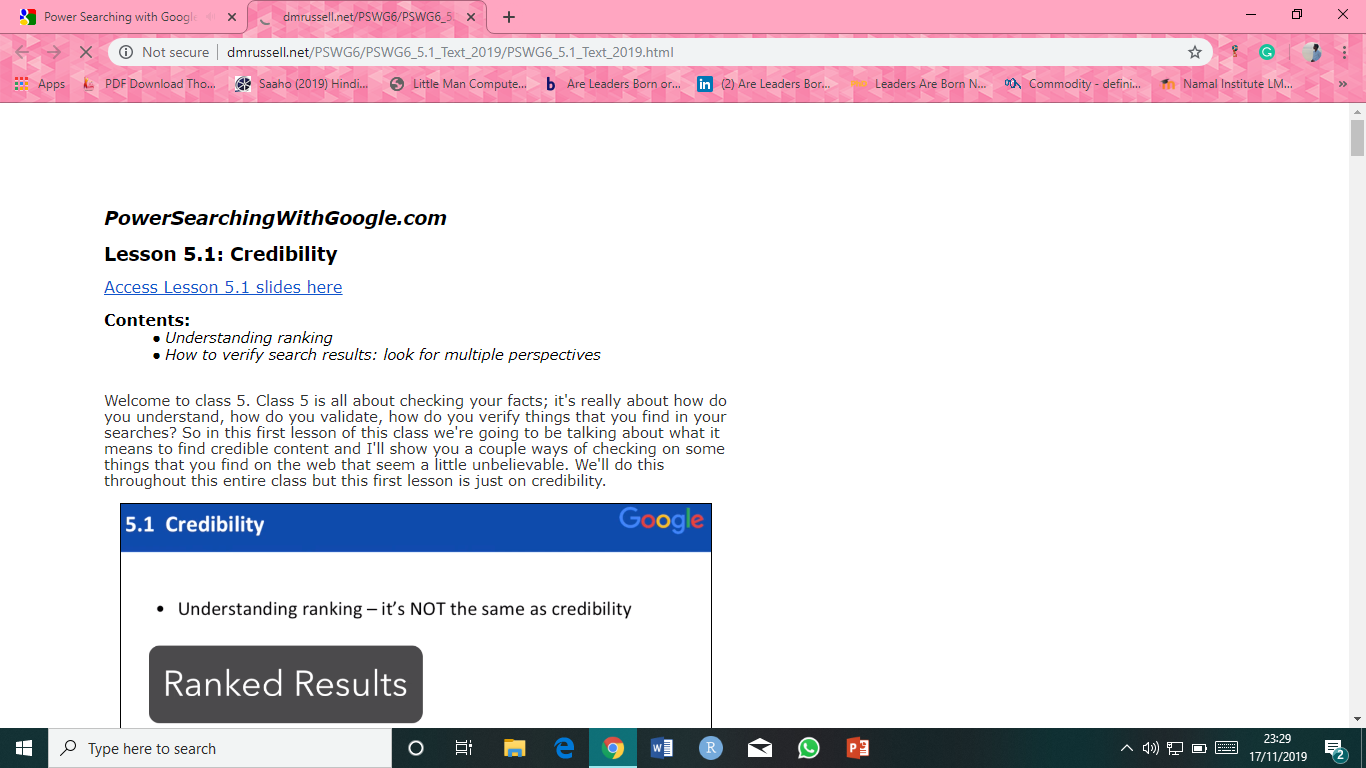 Power Searching with Google
dmrussell.net/PSWG6/PSWG6_5.
Not secure
dmrussell.net/PSWG6/PSWG6_5.1_Text_2019/PSWG6_5.1_Text_2019.html
Apps
PDF Download Tho...
Saaho (2019) Hindi...
Little Man Compute...
Are Leaders Born or...
(2) Are Leaders Bor...
Leaders Are Born N...
Commodity - defini...
Namal Institute LM...
PowerSearchingWithGoogle.com
Lesson 5.1: Credibility
Access Lesson 5.1 slides here
Contents:
• Understanding ranking
• How to verify search results: look for multiple perspectives
Welcome to class 5. Class 5 is all about checking your facts; it's really about how do
you understand, how do you validate, how do you verify things that you find in your
searches? So in this first lesson of this class we're going to be talking about what it
means to find credible content and I'll show you a couple ways of checking on some
things that you find on the web that seem a little unbelievable. We'll do this
throughout this entire class but this first lesson is just on credibility.
5.1 Credibility
Google
• Understanding ranking – it's NOT the same as credibility
Ranked Results
Type here to search
23:29
17/11/2019
2